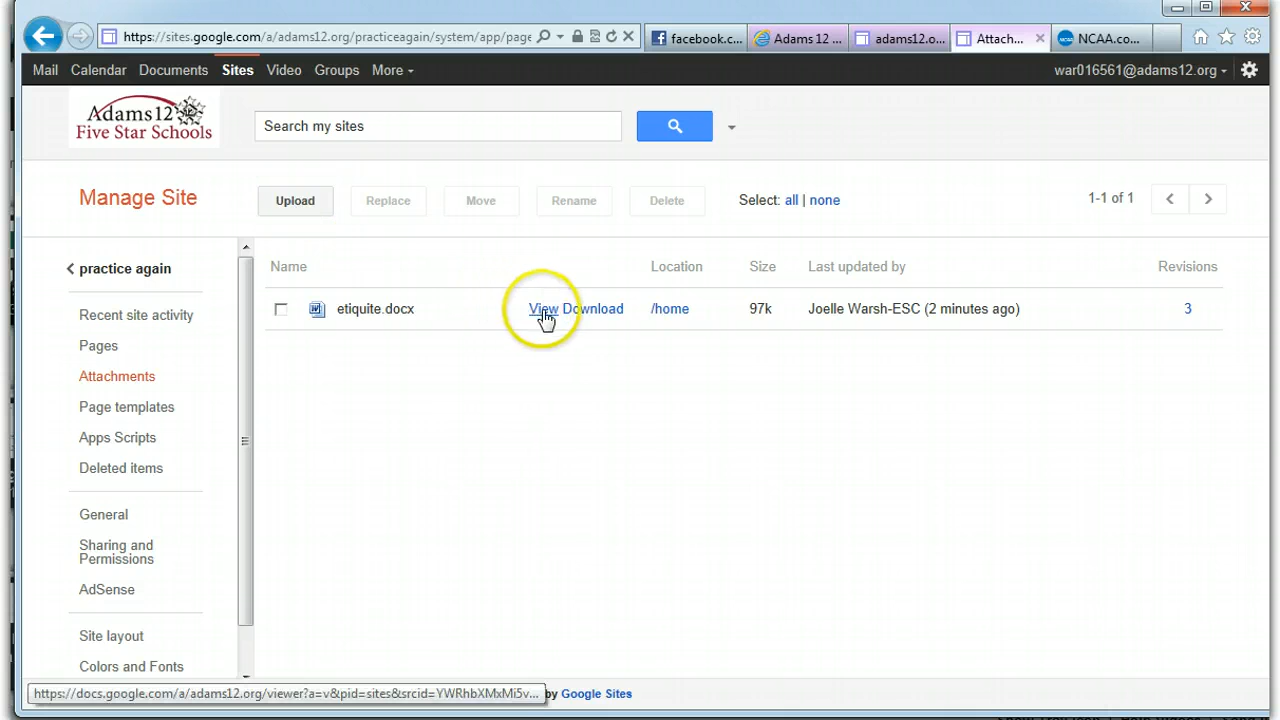 https://sites.google.com/a/adams12.org/practiceagain/system/app/page
facebook.c...
Adams 12 ...
adams12.o...
Attach...
NCAA.co...
Mail Calendar Documents Sites Video Groups More
war016561@adams12.org
Adams12
Five Star Schools
Search my sites
Manage Site
Upload Replace Move Rename Delete Select: all | none
1-1 of 1
practice again
Recent site activity
Pages
Attachments
Page templates
Apps Scripts
Deleted items
General
Sharing and
Permissions
AdSense
Site layout
Colors and Fonts
Name Location Size Last updated by Revisions
etiquite.docx View Download /home 97k Joelle Warsh-ESC (2 minutes ago) 3
https://docs.google.com/a/adams12.org/viewer?a=v&pid=sites&srcid=YWRhbXMxMi5v...
by Google Sites